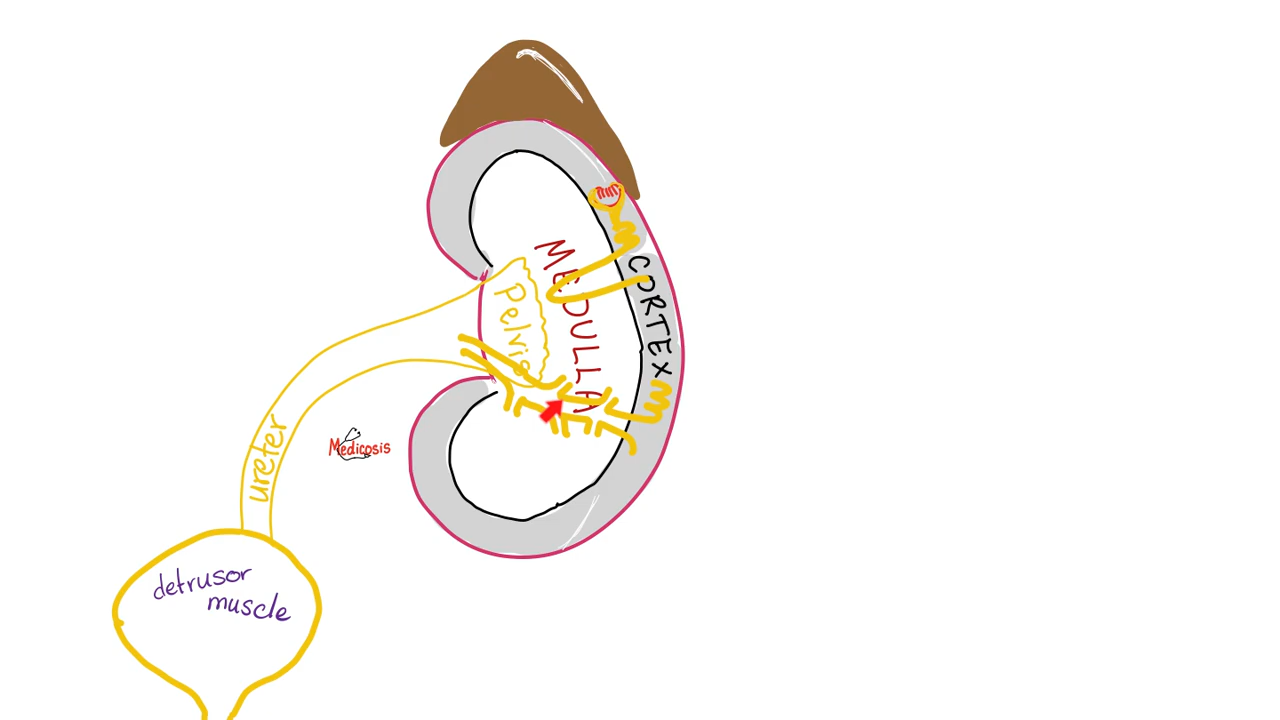 MEDULLA
CORTEX
Pelvis
ureter
Medicosis
detrusor
muscle